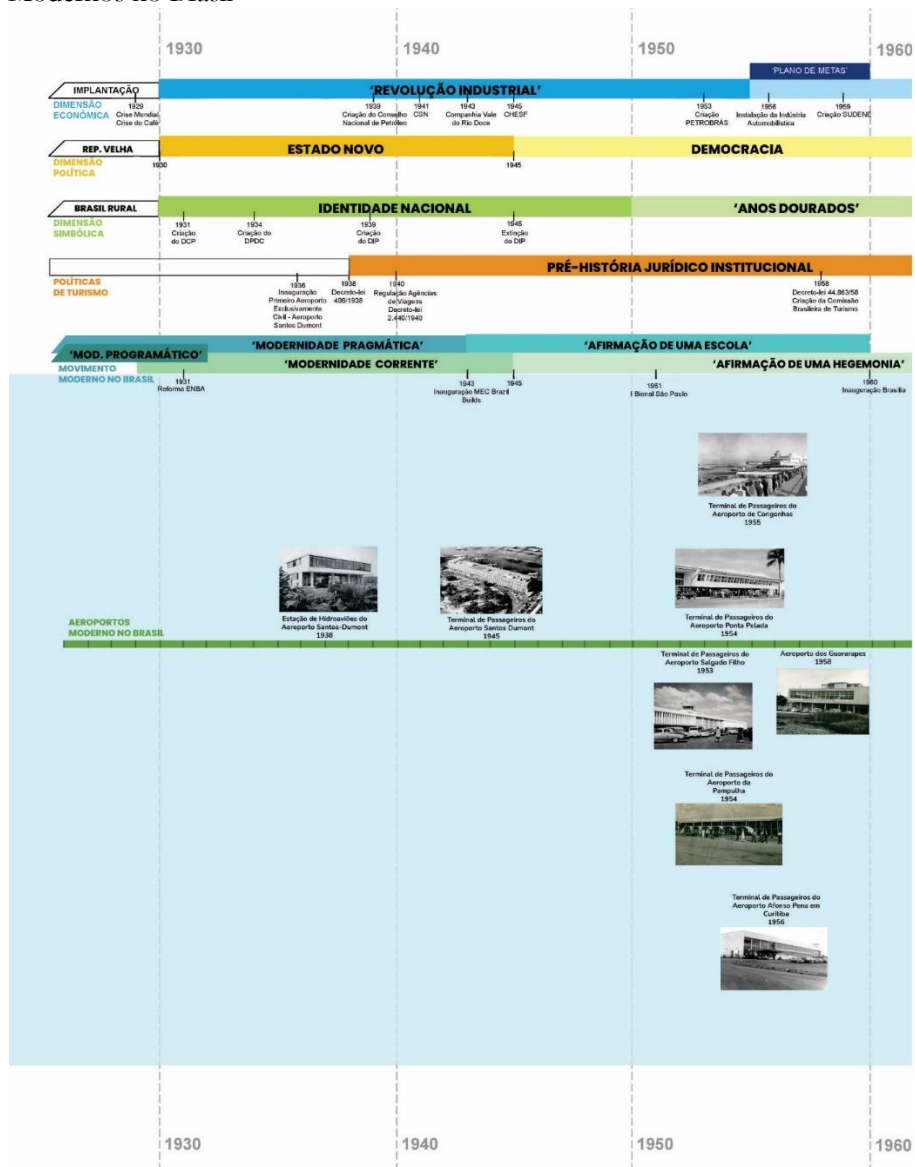 1930 1940 1950 1960
'PLANO DE METAS'
IMPLANTAÇÃO
'REVOLUÇÃO INDUSTRIAL'
DIMENSÃO
ECONÔMICA
1929
Crise Mundial
Crise do Café
1939
Criação do Conselho
Nacional de Petróleo
1941
CSN
1943
Companhia Vale
do Rio Doce
1945
CHESF
1953
Criação
PETROBRÁS
1956
Instalação da Indústria
Automobilística
1959
Criação SUDENE
REP. VELHA
ESTADO NOVO
DEMOCRACIA
DIMENSÃO
POLÍTICA
1930
1945
BRASIL RURAL
IDENTIDADE NACIONAL
'ANOS DOURADOS'
DIMENSÃO
SIMBÓLICA
1931
Criação
do DCP
1934
Criação do
DPDC
1939
Criação
do DIP
1945
Extinção
do DIP
PRÉ-HISTÓRIA JURÍDICO INSTITUCIONAL
POLÍTICAS
DE TURISMO
1936
Inauguração
Primeiro Aeroporto
Exclusivamente
Civil - Aeroporto
Santos Dumont
1938
Decreto-lei
406/1938
1940
Regulação Agências
de Viagens
Decreto-lei
2.440/1940
1958
Decreto-lei 44.863/58
Criação da Comissão
Brasileira de Turismo
'MODERNIDADE PRAGMÁTICA'
'AFIRMAÇÃO DE UMA ESCOLA'
'MOD. PROGRAMÁTICO'
'MODERNIDADE CORRENTE'
'AFIRMAÇÃO DE UMA HEGEMONIA'
MOVIMENTO
MODERNO NO BRASIL
1931
Reforma ENBA
1943
Inauguração MEC Brazil
Builds
1945
1951
I Bienal São Paulo
1960
Inauguração Brasília
Terminal de Passageiros do
Aeroporto de Congonhas
1955
Estação de Hidroaviões do
Aeroporto Santos-Dumont
1938
Terminal de Passageiros do
Aeroporto Santos Dumont
1945
Terminal de Passageiros do
Aeroporto Ponta Pelada
1954
AEROPORTOS
MODERNO NO BRASIL
Terminal de Passageiros do
Aeroporto Salgado Filho
1953
Aeroporto dos Guararapes
1958
Terminal de Passageiros do
Aeroporto da
Pampulha
1954
Terminal de Passageiros do
Aeroporto Afonso Pena em
Curitiba
1956
1930 1940 1950 1960